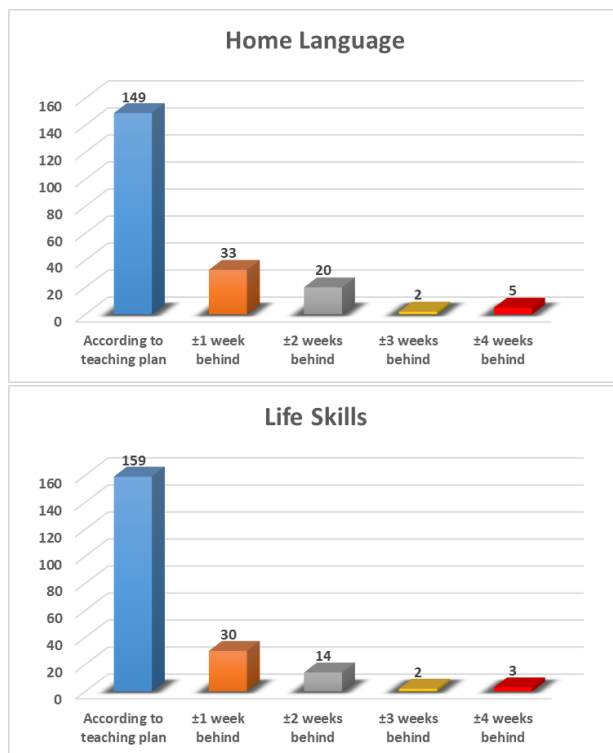 Home Language
160
140
120
100
80
60
40
20
0
149
33
20
2
5
According to
teaching plan
±1 week
behind
±2 weeks
behind
±3 weeks
behind
±4 weeks
behind
Life Skills
160
140
120
100
80
60
40
20
0
159
30
14
2
3
According to
teaching plan
±1 week
behind
±2 weeks
behind
±3 weeks
behind
±4 weeks
behind